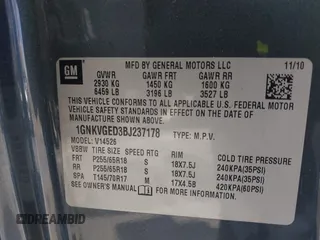 GM
MFD BY GENERAL MOTORS LLC 11/10
GVWR GAWR FRT GAWR RR
2930 KG 1450 KG 1600 KG
6459 LB 3196 LB 3527 LB
THIS VEHICLE CONFORMS TO ALL APPLICABLE U.S. FEDERAL MOTOR
VEHICLE SAFETY STANDARDS IN EFFECT ON THE DATE OF
MANUFACTURE SHOWN ABOVE.
1GNKVGED3BJ237178 TYPE: M.P.V.
MODEL: V14526
TIRE SIZE SPEED RTG RIM COLD TIRE PRESSURE
FRT P255/65R18 S 18X7.5J 240KPA(35PSI)
RR P255/65R18 S 18X7.5J 240KPA(35PSI)
SPA T145/70R17 M 17X4.5B 420KPA(60PSI)
SEE OWNER'S MANUAL FOR MORE INFORMATION.
DREAMBID